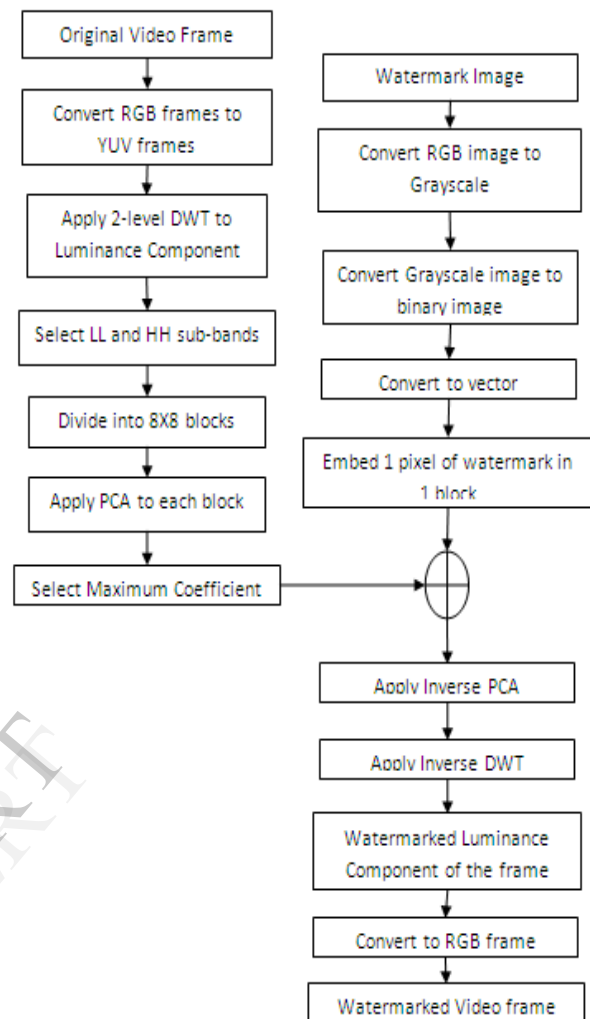 Original Video Frame
Convert RGB frames to
YUV frames
Apply 2-level DWT to
Luminance Component
Select LL and HH sub-bands
Divide into 8X8 blocks
Apply PCA to each block
Select Maximum Coefficient
Watermark Image
Convert RGB image to
Grayscale
Convert Grayscale image to
binary image
Convert to vector
Embed 1 pixel of watermark in
1 block
Apply Inverse PCA
Apply Inverse DWT
Watermarked Luminance
Component of the frame
Convert to RGB frame
Watermarked Video frame